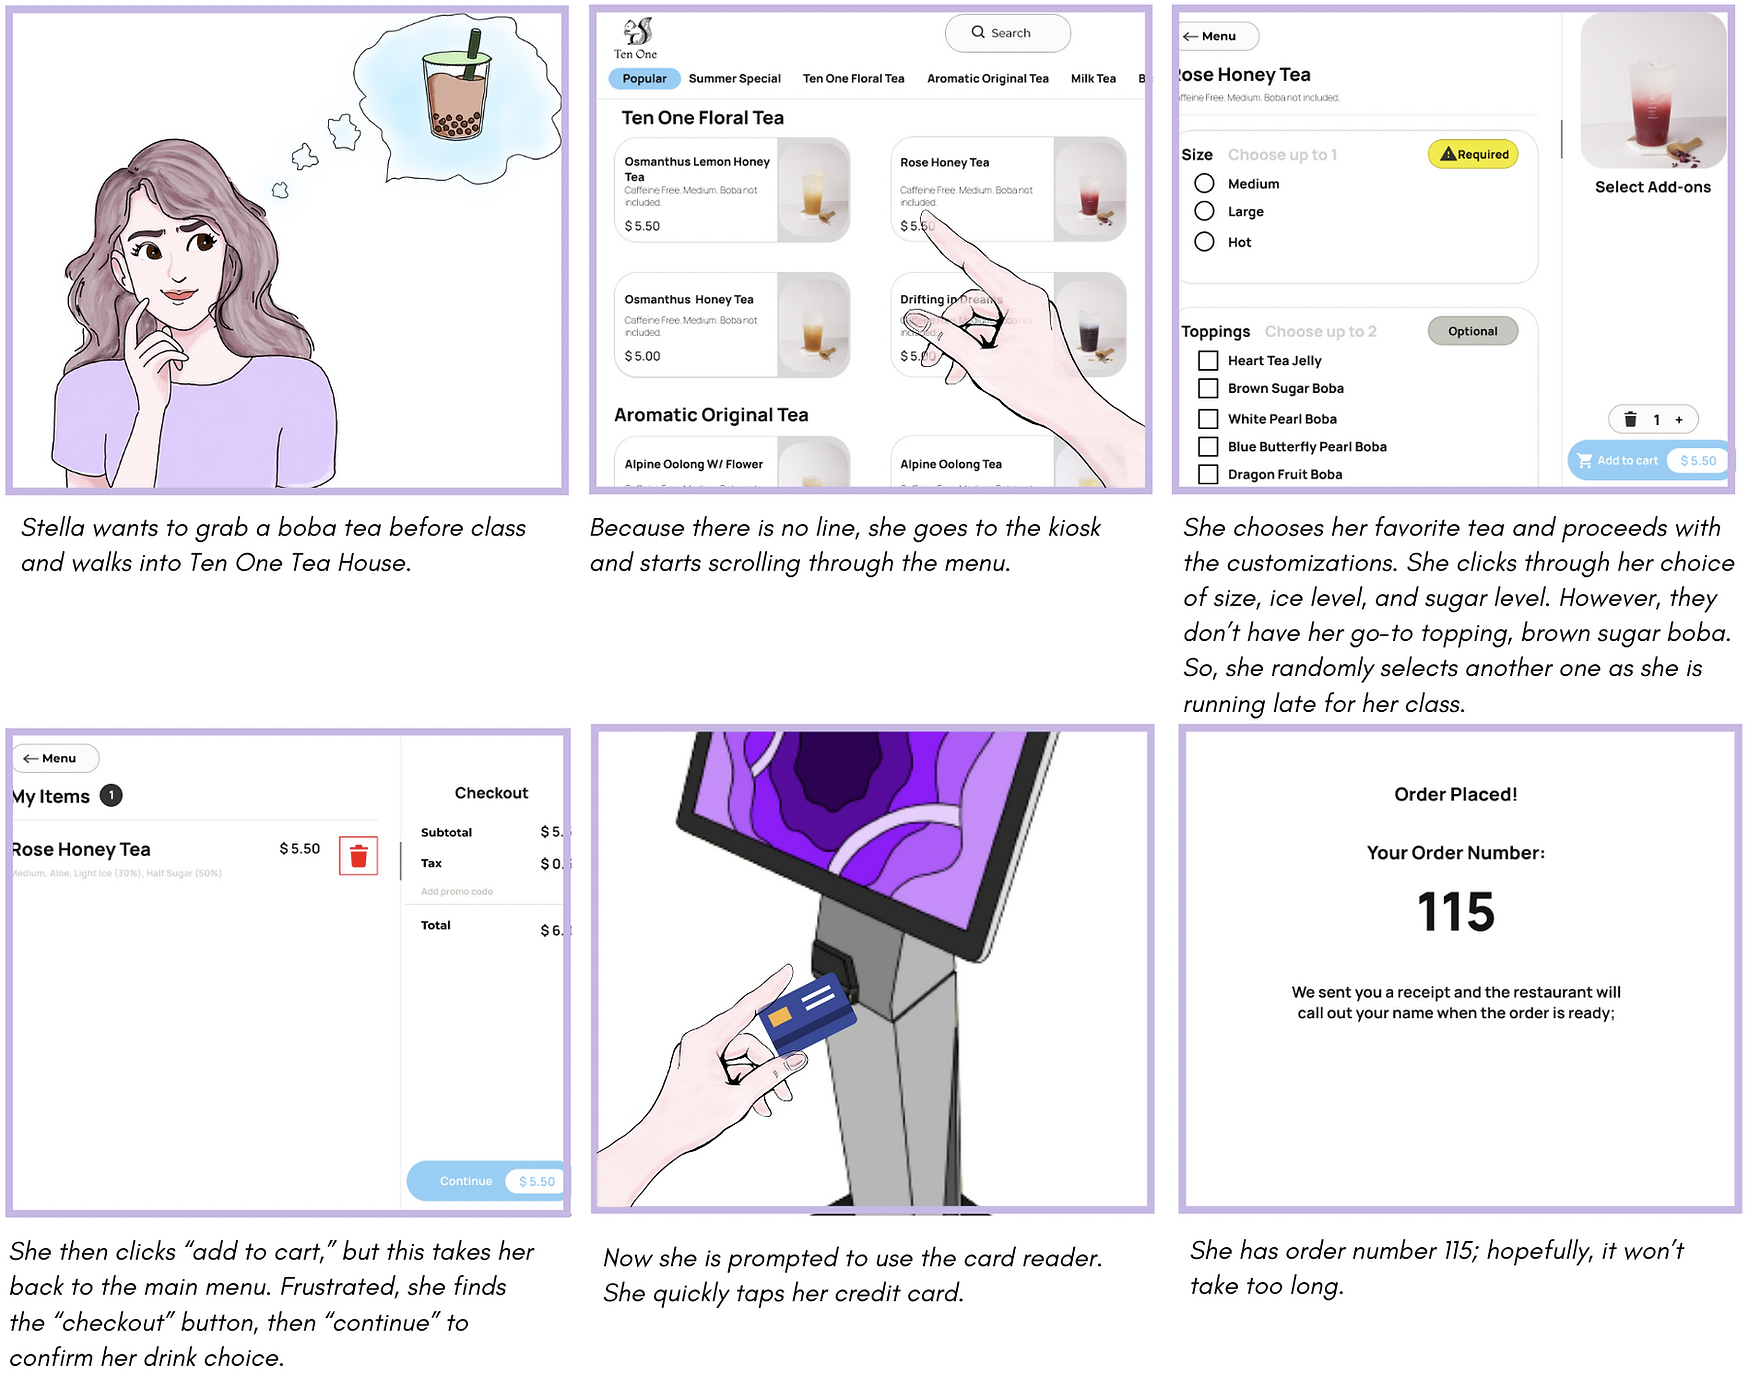 Stella wants to grab a boba tea before class
and walks into Ten One Tea House.
Ten One
Search
Popular
Summer Special
Ten One Floral Tea
Aromatic Original Tea
Milk Tea
B
Ten One Floral Tea
Osmanthus Lemon Honey
Tea
Caffeine Free. Medium. Boba not
included.
$ 5.50
Rose Honey Tea
Caffeine Free. Medium. Boba not
included.
$ 5.50
Osmanthus Honey Tea
Caffeine Free. Medium. Boba not
included.
$ 5.00
Drifting in Dreams
$ 5.00
Aromatic Original Tea
Alpine Oolong W/ Flower
Alpine Oolong Tea
Because there is no line, she goes to the kiosk
and starts scrolling through the menu.
← Menu
Rose Honey Tea
affeine Free. Medium. Boba not included.
Size Choose up to 1
Required
Medium
Large
Hot
Toppings Choose up to 2
Optional
Heart Tea Jelly
Brown Sugar Boba
White Pearl Boba
Blue Butterfly Pearl Boba
Dragon Fruit Boba
Select Add-ons
1 +
Add to cart $ 5.50
She chooses her favorite tea and proceeds with
the customizations. She clicks through her choice
of size, ice level, and sugar level. However, they
don't have her go-to topping, brown sugar boba.
So, she randomly selects another one as she is
running late for her class.
← Menu
My Items 1
Rose Honey Tea $ 5.50
Medium, Aloe, Light Ice (30%), Half Sugar (50%)
Checkout
Subtotal $ 5.
Tax $ 0.
Add promo code
Total $ 6.
Continue $ 5.50
She then clicks “add to cart,” but this takes her
back to the main menu. Frustrated, she finds
the “checkout” button, then “continue” to
confirm her drink choice.
Now she is prompted to use the card reader.
She quickly taps her credit card.
Order Placed!
Your Order Number:
115
We sent you a receipt and the restaurant will
call out your name when the order is ready;
She has order number 115; hopefully, it won't
take too long.